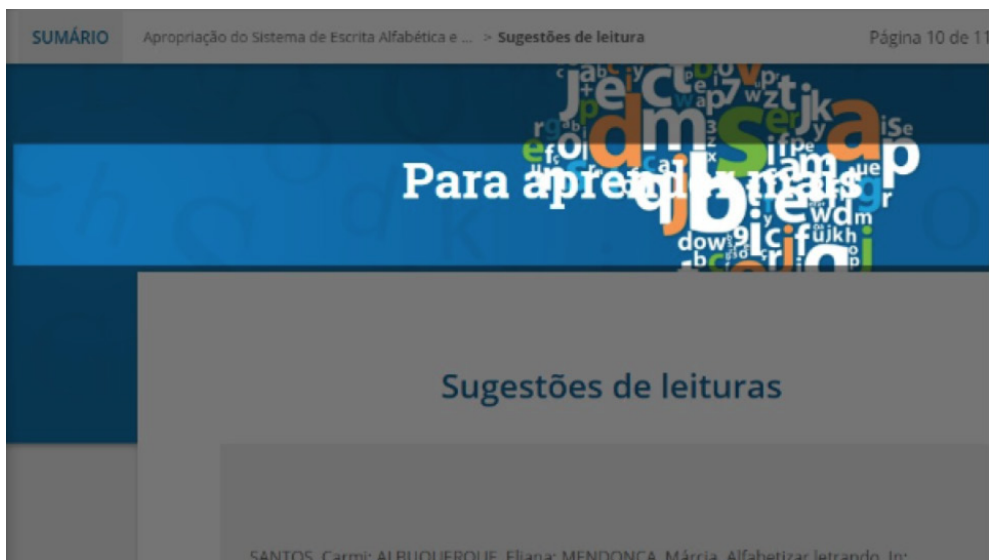 SUMÁRIO
Apropriação do Sistema de Escrita Alfabética e ... > Sugestões de leitura
Página 10 de 11
Para aprender mais
Sugestões de leituras
SANTOS, Carmi; ALBUQUERQUE, Eliana; MENDONÇA, Márcia. Alfabetizar letrando. In: